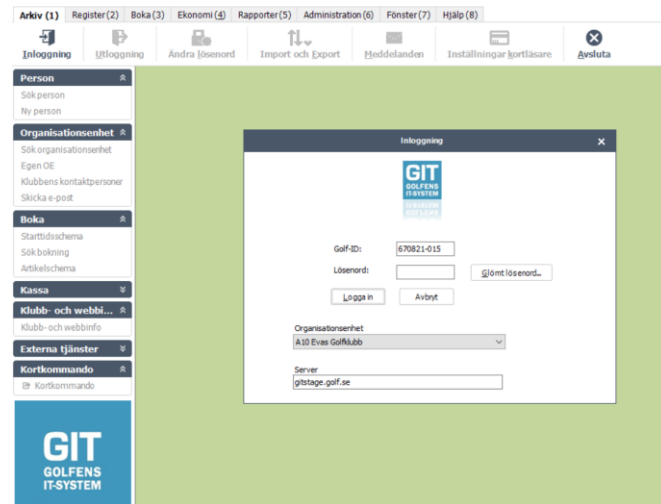 Arkiv (1) Register(2) Boka(3) Ekonomi(4) Rapporter(5) Administration(6) Fönster(7) Hjälp(8)
Inloggning Utloggning Ändra lösenord Import och Export Meddelanden Inställningar kortläsare Avsluta
Person
Sök person
Ny person
Organisationsenhet
Sök organisationsenhet
Egen OE
Klubbens kontaktpersoner
Skicka e-post
Boka
Starttidsschema
Sök bokning
Artikelschema
Kassa
Klubb- och webbi...
Klubb- och webbinfo
Externa tjänster
Kortkommando
Kortkommando
GIT
GOLFENS
IT-SYSTEM
Inloggning
GIT
GOLFENS
IT-SYSTEM
Golf-ID: 670821-015
Lösenord: Glömt lösenord...
Logga in Avbryt
Organisationsenhet
A10 Evas Golfklubb
Server
gitstage.golf.se